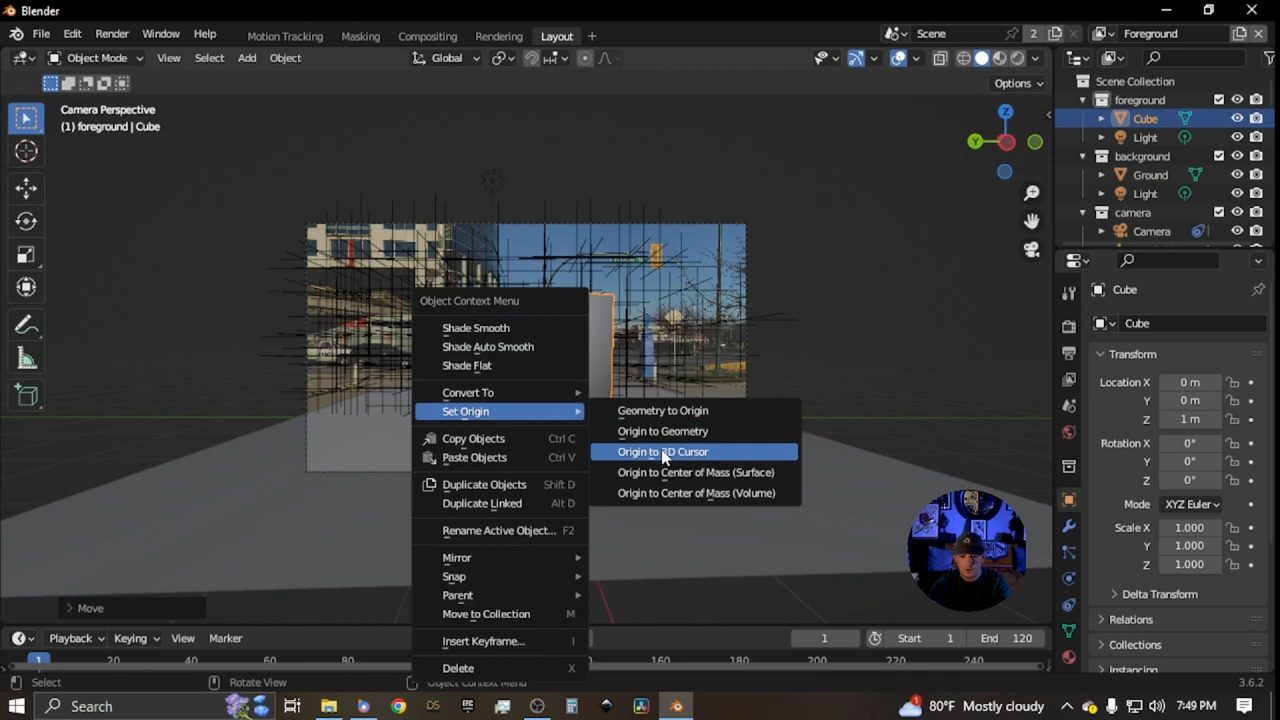 Blender
File Edit Render Window Help Motion Tracking Masking Compositing Rendering Layout Scene 2 Foreground
Object Mode View Select Add Object Global
Options
Camera Perspective
(1) foreground | Cube
Z
Y
Scene Collection
foreground
Cube
Light
background
Ground
Light
camera
Camera
Cube
Cube
Transform
Location X 0 m
Y 0 m
Z 1 m
Rotation X 0°
Y 0°
Z 0°
Mode XYZ Euler
Scale X 1.000
Y 1.000
Z 1.000
Delta Transform
Relations
Collections
Instancing
Object Context Menu
Shade Smooth
Shade Auto Smooth
Shade Flat
Convert To
Set Origin
Copy Objects Ctrl C
Paste Objects Ctrl V
Duplicate Objects Shift D
Duplicate Linked Alt D
Rename Active Object... F2
Mirror
Snap
Parent
Move to Collection M
Insert Keyframe... I
Delete X
Geometry to Origin
Origin to Geometry
Origin to 3D Cursor
Origin to Center of Mass (Surface)
Origin to Center of Mass (Volume)
Move
Playback Keying View Marker 1 Start 1 End 120
1 20 40 60 80 160 180 200 220 240
Select Rotate View Object Context Menu 3.6.2
Search DS EPIC 80°F Mostly cloudy 7:49 PM